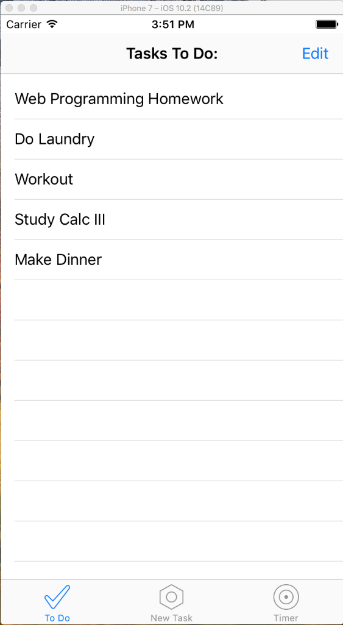 iPhone 7 – iOS 10.2 (14C89)
Carrier 3:51 PM
Tasks To Do: Edit
Web Programming Homework
Do Laundry
Workout
Study Calc III
Make Dinner
To Do New Task Timer